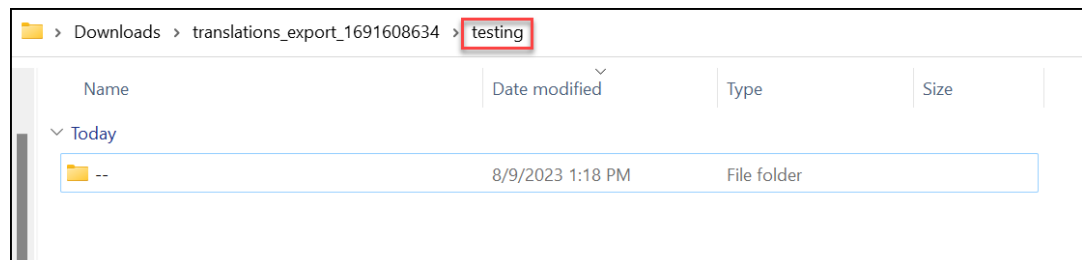 > Downloads > translations_export_1691608634 > testing
Name Date modified Type Size
Today
-- 8/9/2023 1:18 PM File folder